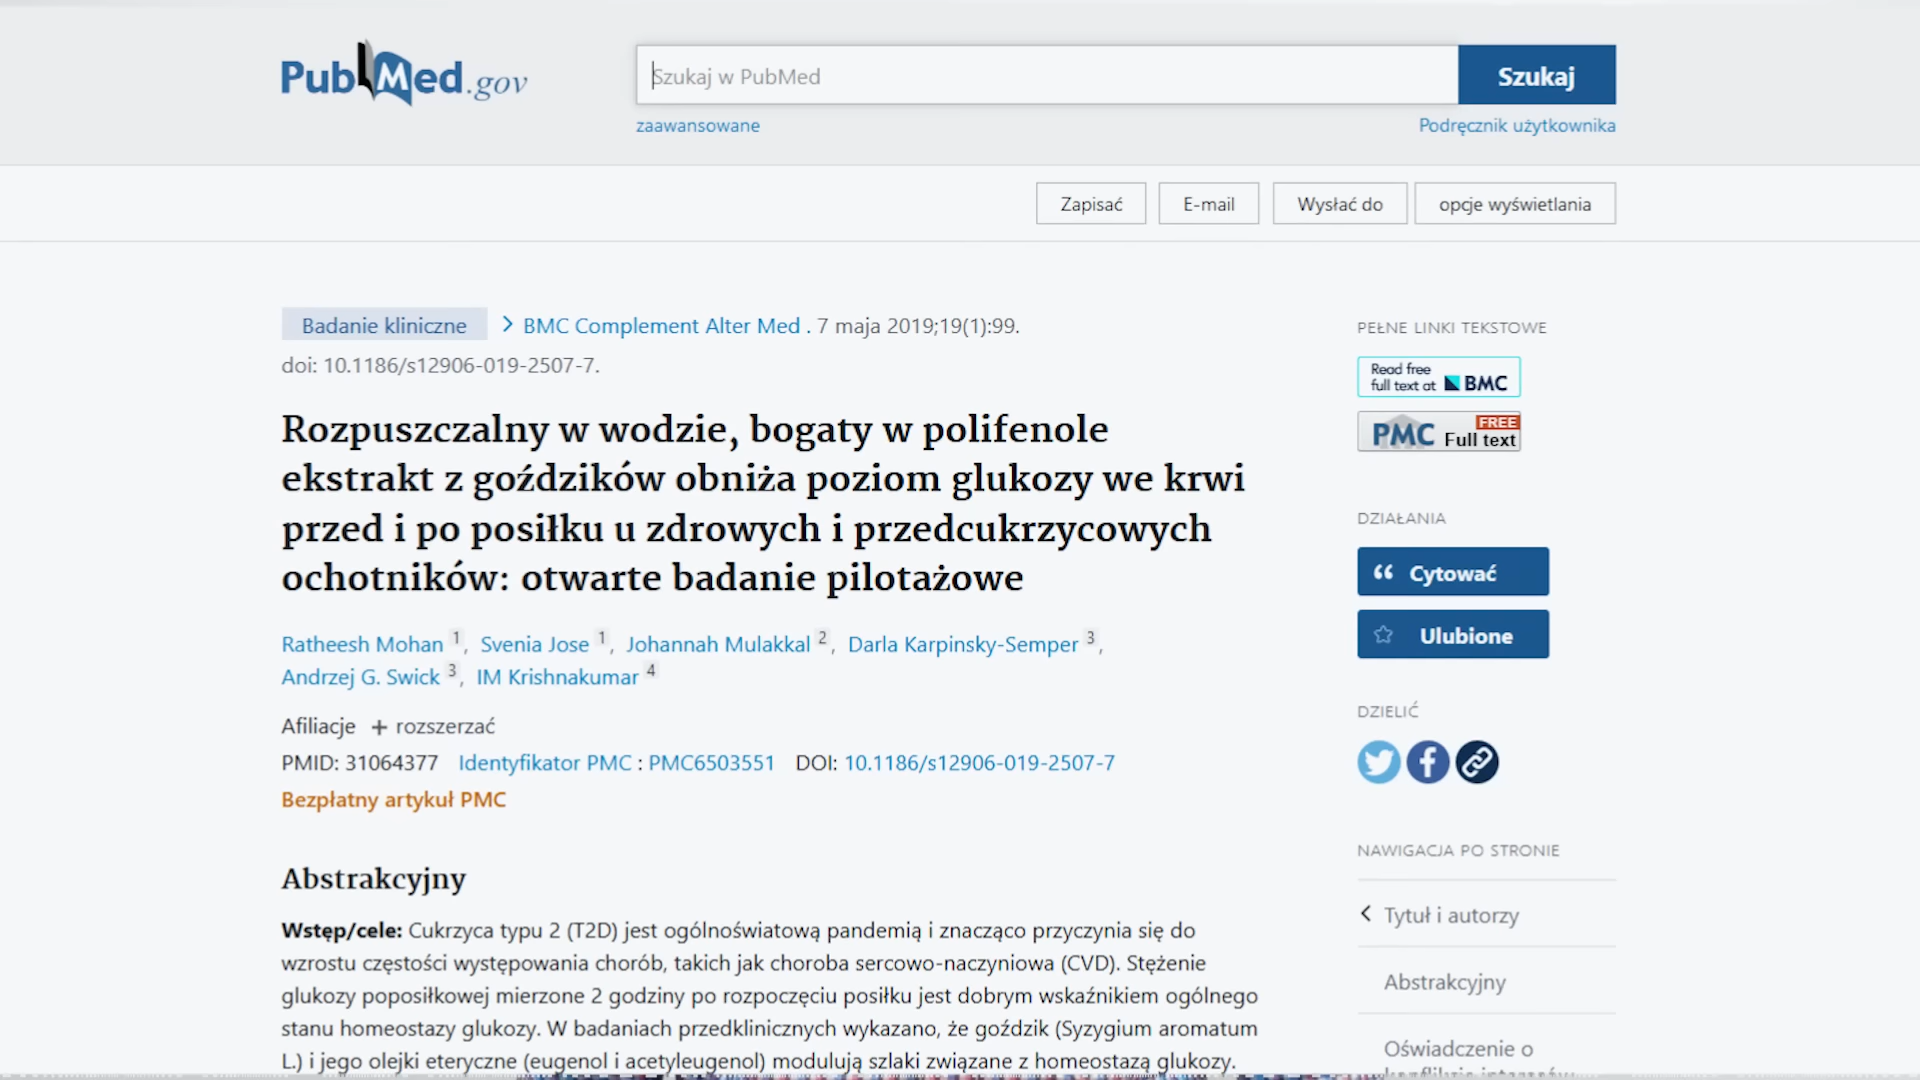 PubMed.gov
Szukaj w PubMed
Szukaj
zaawansowane
Podręcznik użytkownika
Zapisać
E-mail
Wysłać do
opcje wyświetlania
Badanie kliniczne
BMC Complement Alter Med . 7 maja 2019;19(1):99.
doi: 10.1186/s12906-019-2507-7.
Rozpuszczalny w wodzie, bogaty w polifenole
ekstrakt z goździków obniża poziom glukozy we krwi
przed i po posiłku u zdrowych i przedcukrzycowych
ochotników: otwarte badanie pilotażowe
Ratheesh Mohan 1, Svenia Jose 1, Johannah Mulakkal 2, Darla Karpinsky-Semper 3,
Andrzej G. Swick 3, IM Krishnakumar 4
Afiliacje + rozszerzać
PMID: 31064377 Identyfikator PMC : PMC6503551 DOI: 10.1186/s12906-019-2507-7
Bezpłatny artykuł PMC
Abstrakcyjny
Wstęp/cele: Cukrzyca typu 2 (T2D) jest ogólnoświatową pandemią i znacząco przyczynia się do
wzrostu częstości występowania chorób, takich jak choroba sercowo-naczyniowa (CVD). Stężenie
glukozy poposiłkowej mierzone 2 godziny po rozpoczęciu posiłku jest dobrym wskaźnikiem ogólnego
stanu homeostazy glukozy. W badaniach przedklinicznych wykazano, że goździk (Syzygium aromatum
L.) i jego olejki eteryczne (eugenol i acetyleugenol) modulują szlaki związane z homeostazą glukozy.
PEŁNE LINKI TEKSTOWE
Read free
full text at BMC
PMC FREE
Full text
DZIAŁANIA
Cytować
Ulubione
DZIELIĆ
NAWIGACJA PO STRONIE
Tytuł i autorzy
Abstrakcyjny
Oświadczenie o